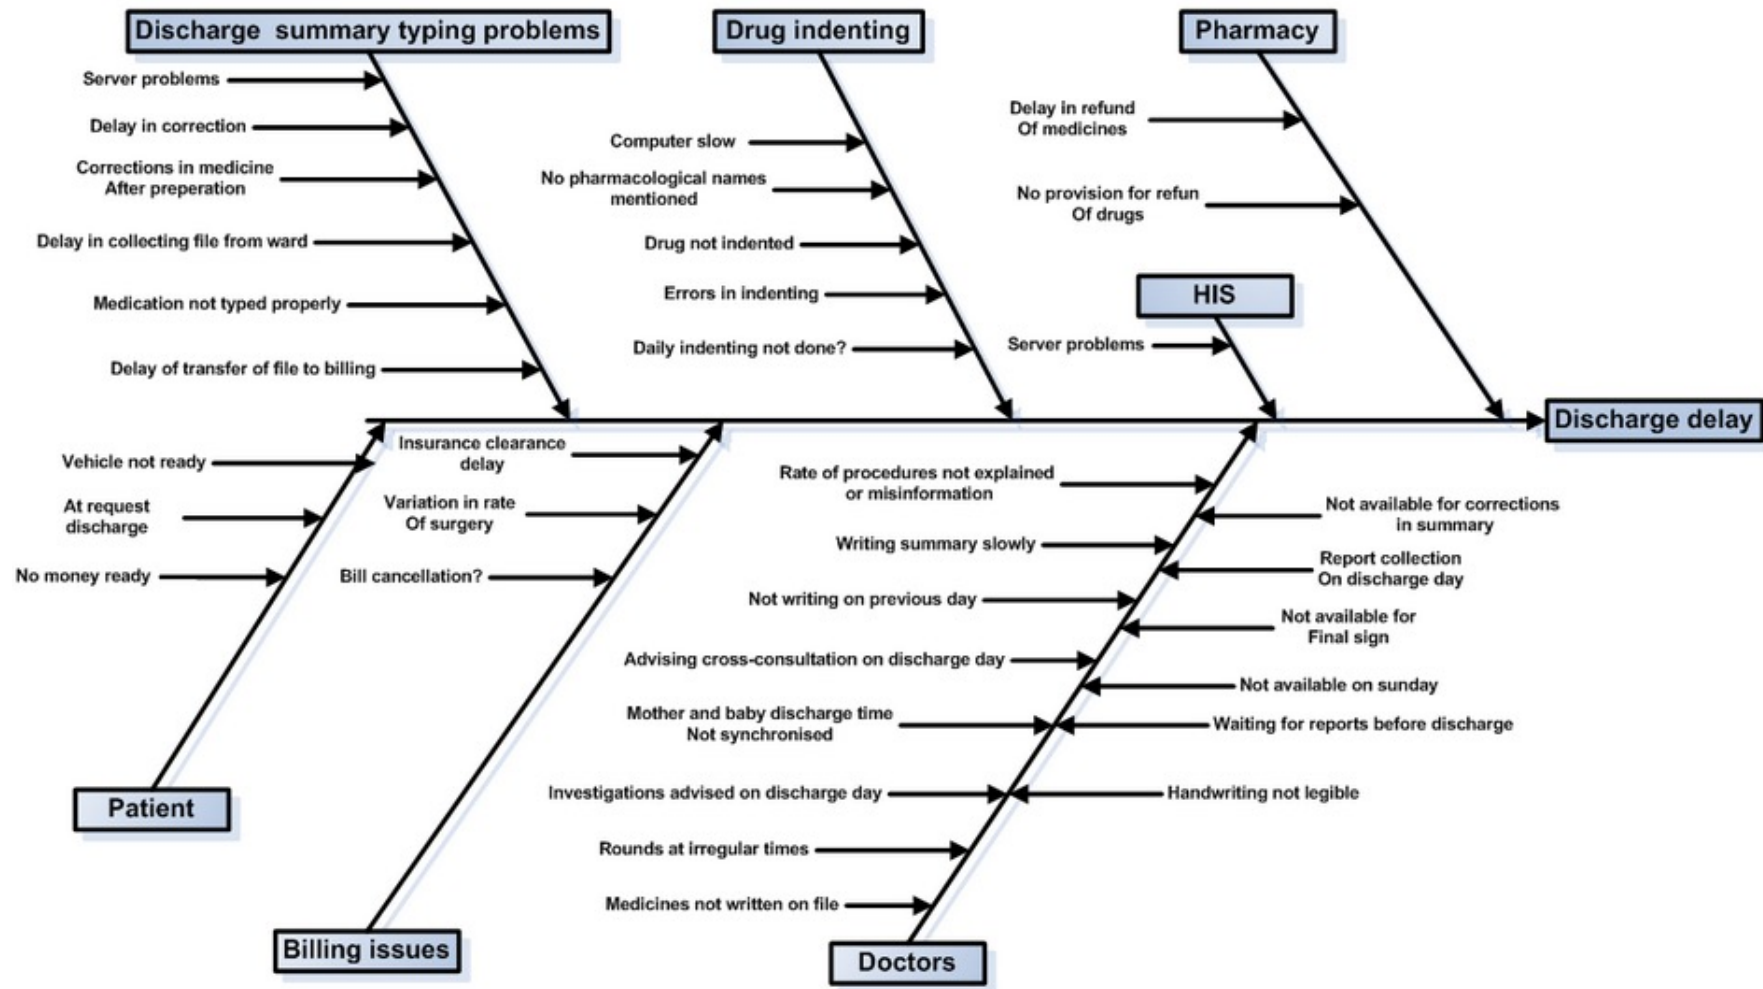 Discharge summary typing problems
Server problems
Delay in correction
Corrections in medicine
After preperation
Delay in collecting file from ward
Medication not typed properly
Delay of transfer of file to billing
Drug indenting
Computer slow
No pharmacological names
mentioned
Drug not indented
Errors in indenting
Daily indenting not done?
Pharmacy
Delay in refund
Of medicines
No provision for refun
Of drugs
HIS
Server problems
Discharge delay
Vehicle not ready
At request
discharge
No money ready
Patient
Insurance clearance
delay
Variation in rate
Of surgery
Bill cancellation?
Billing issues
Rate of procedures not explained
or misinformation
Writing summary slowly
Not writing on previous day
Advising cross-consultation on discharge day
Mother and baby discharge time
Not synchronised
Investigations advised on discharge day
Rounds at irregular times
Medicines not written on file
Not available for corrections
in summary
Report collection
On discharge day
Not available for
Final sign
Not available on sunday
Waiting for reports before discharge
Handwriting not legible
Doctors